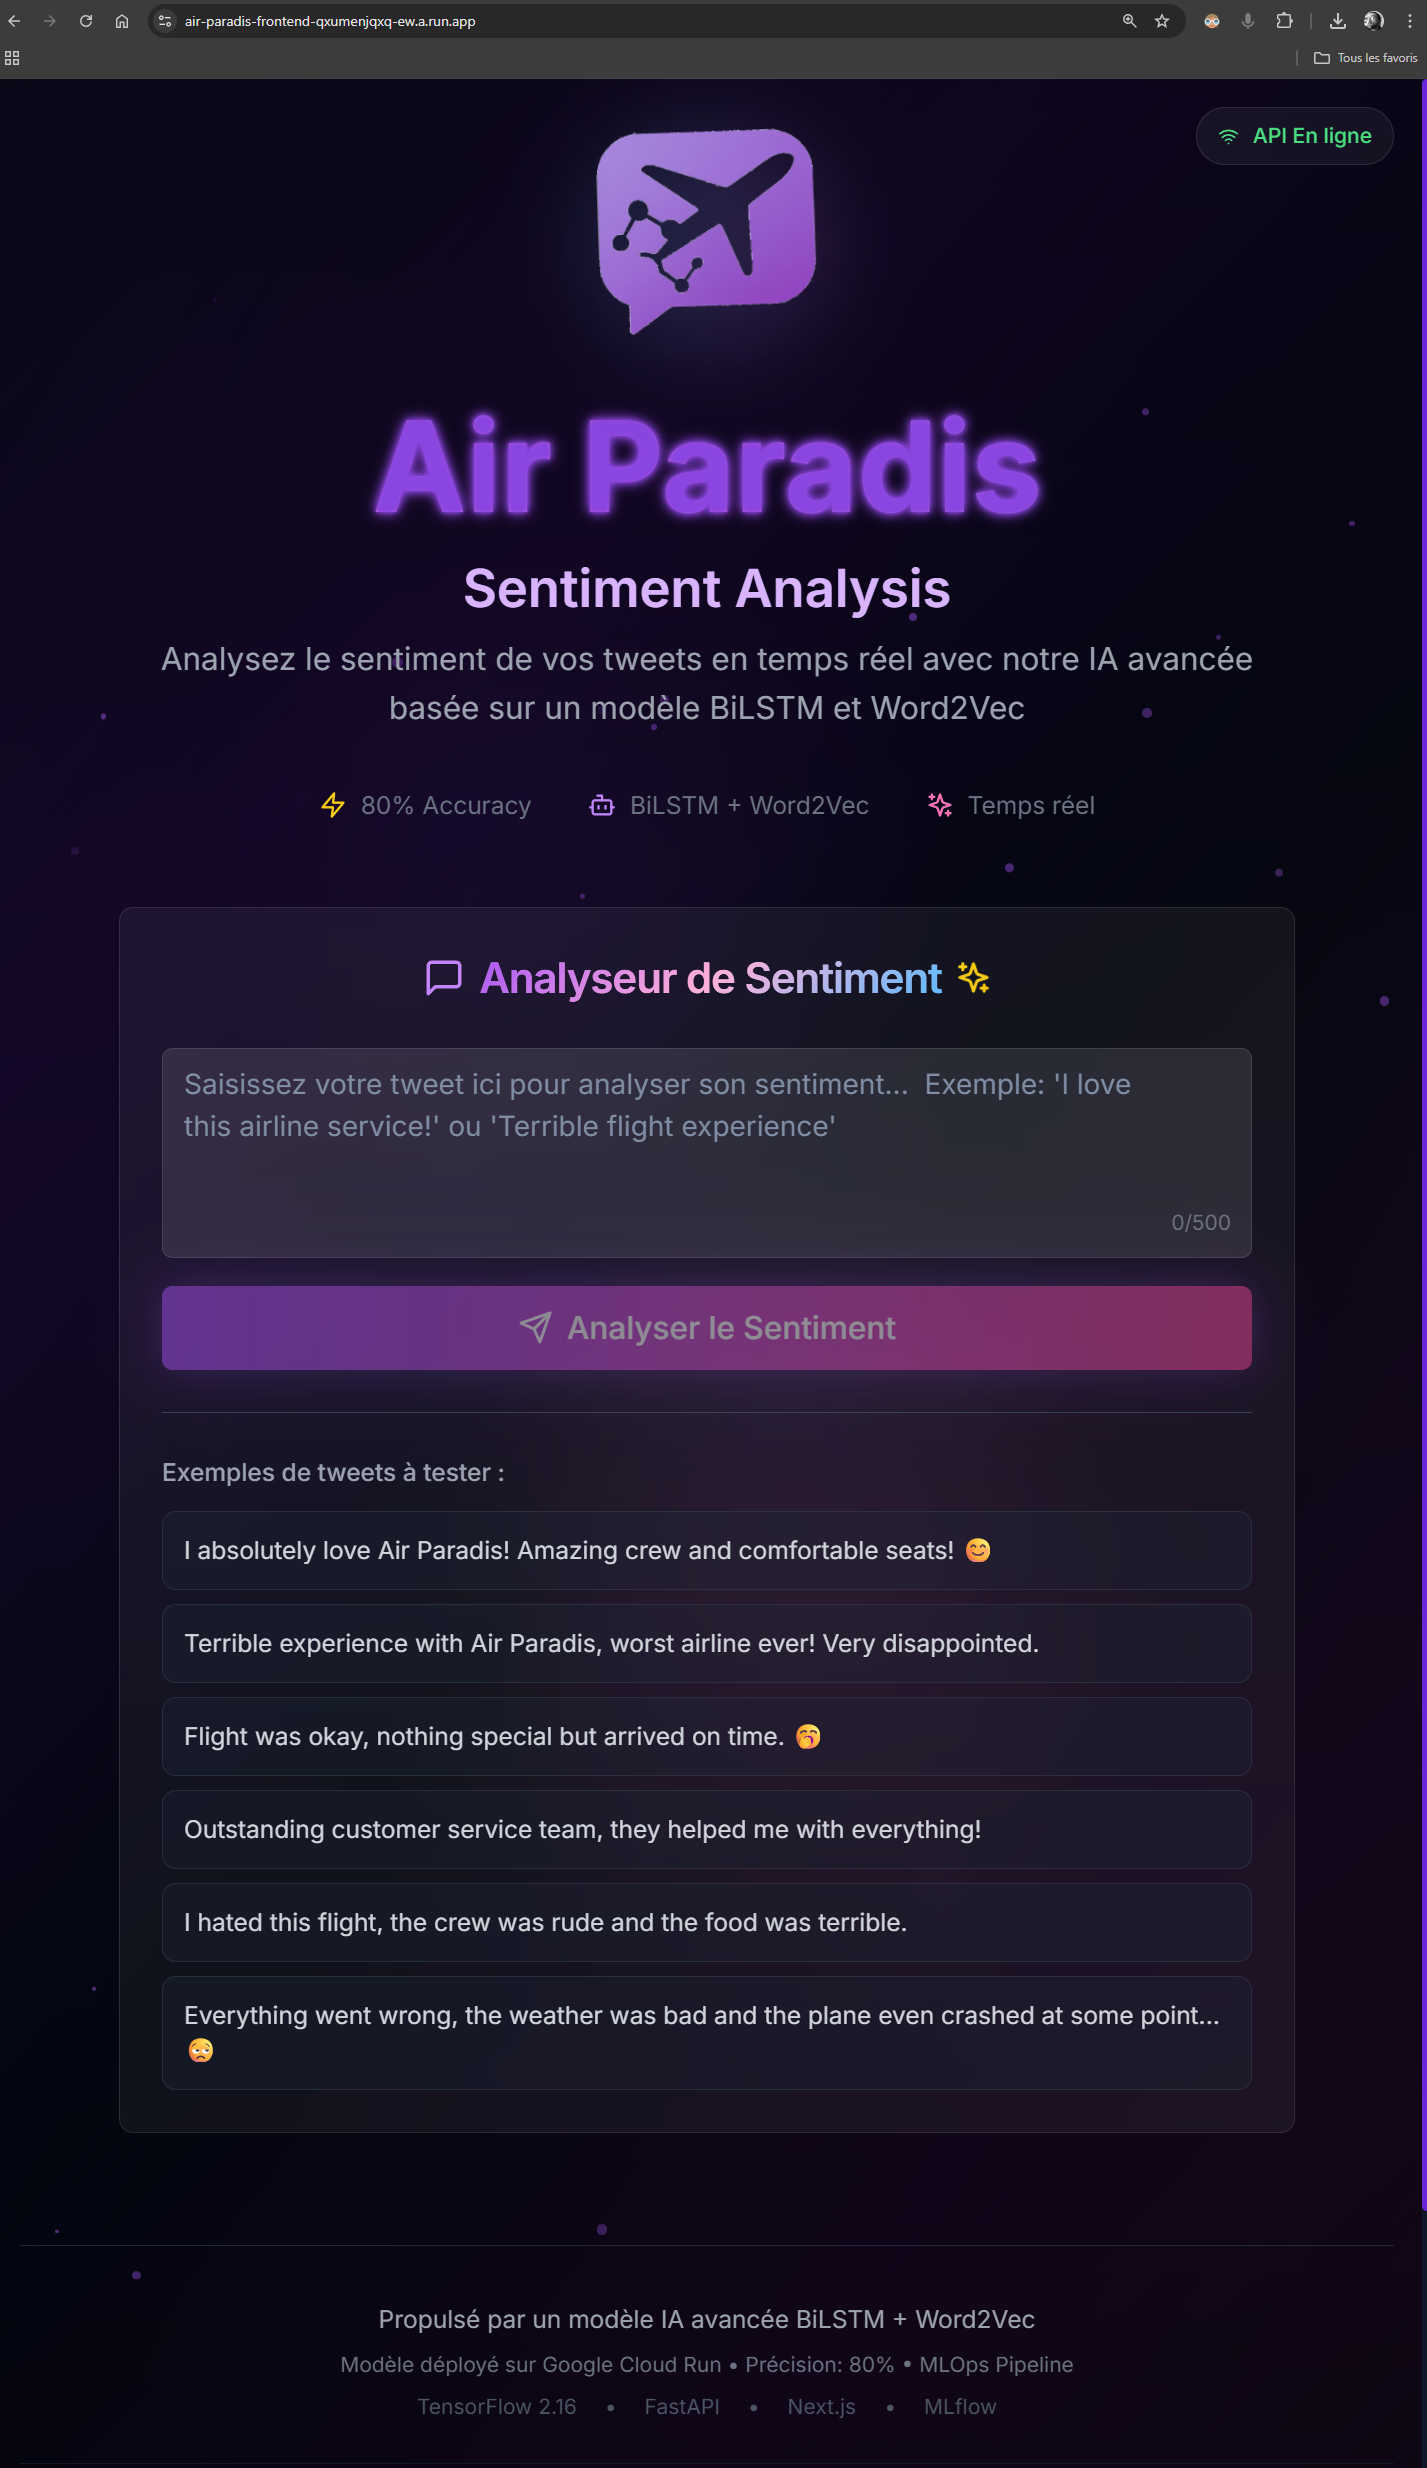 air-paradis-frontend-qxumenjqxq-ew.a.run.app
Tous les favoris
API En ligne
Air Paradis
Sentiment Analysis
Analysez le sentiment de vos tweets en temps réel avec notre IA avancée
basée sur un modèle BiLSTM et Word2Vec
80% Accuracy
BiLSTM + Word2Vec
Temps réel
Analyseur de Sentiment
Saisissez votre tweet ici pour analyser son sentiment...  Exemple: 'I love
this airline service!' ou 'Terrible flight experience'
0/500
Analyser le Sentiment
Exemples de tweets à tester :
I absolutely love Air Paradis! Amazing crew and comfortable seats! 😊
Terrible experience with Air Paradis, worst airline ever! Very disappointed.
Flight was okay, nothing special but arrived on time. 🥱
Outstanding customer service team, they helped me with everything!
I hated this flight, the crew was rude and the food was terrible.
Everything went wrong, the weather was bad and the plane even crashed at some point...
🙄
Propulsé par un modèle IA avancée BiLSTM + Word2Vec
Modèle déployé sur Google Cloud Run • Précision: 80% • MLOps Pipeline
TensorFlow 2.16 • FastAPI • Next.js • MLflow